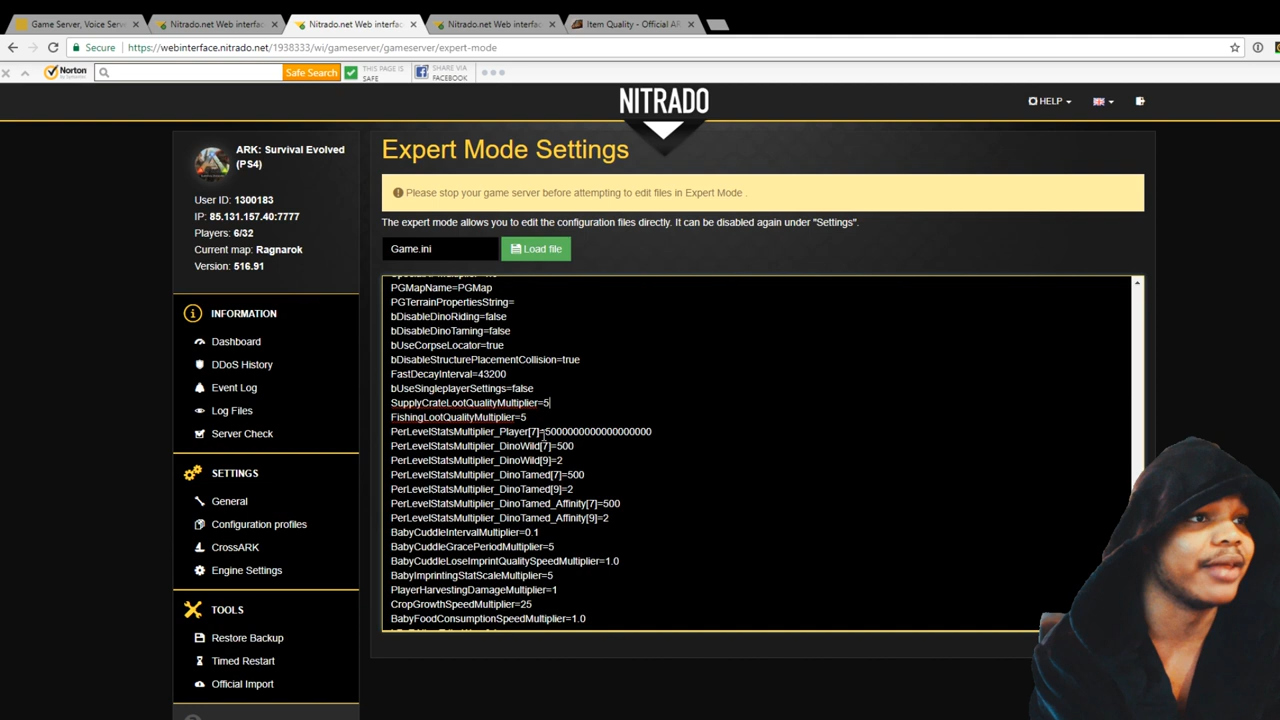 Game Server, Voice Serv
Nitrado.net Web interfac
Nitrado.net Web interfac
Nitrado.net Web interfac
Item Quality - Official AR
Secure
https://webinterface.nitrado.net/1938333/wi/gameserver/gameserver/expert-mode
Norton
Safe Search
THIS PAGE IS
SAFE
SHARE VIA
FACEBOOK
NITRADO
HELP
ARK: Survival Evolved
(PS4)
User ID: 1300183
IP: 85.131.157.40:7777
Players: 6/32
Current map: Ragnarok
Version: 516.91
INFORMATION
Dashboard
DDoS History
Event Log
Log Files
Server Check
SETTINGS
General
Configuration profiles
CrossARK
Engine Settings
TOOLS
Restore Backup
Timed Restart
Official Import
Expert Mode Settings
Please stop your game server before attempting to edit files in Expert Mode .
The expert mode allows you to edit the configuration files directly. It can be disabled again under "Settings".
Game.ini
Load file
PGMapName=PGMap
PGTerrainPropertiesString=
bDisableDinoRiding=false
bDisableDinoTaming=false
bUseCorpseLocator=true
bDisableStructurePlacementCollision=true
FastDecayInterval=43200
bUseSingleplayerSettings=false
SupplyCrateLootQualityMultiplier=5
FishingLootQualityMultiplier=5
PerLevelStatsMultiplier_Player[7]=5000000000000000000
PerLevelStatsMultiplier_DinoWild[7]=500
PerLevelStatsMultiplier_DinoWild[9]=2
PerLevelStatsMultiplier_DinoTamed[7]=500
PerLevelStatsMultiplier_DinoTamed[9]=2
PerLevelStatsMultiplier_DinoTamed_Affinity[7]=500
PerLevelStatsMultiplier_DinoTamed_Affinity[9]=2
BabyCuddleIntervalMultiplier=0.1
BabyCuddleGracePeriodMultiplier=5
BabyCuddleLoseImprintQualitySpeedMultiplier=1.0
BabyImprintingStatScaleMultiplier=5
PlayerHarvestingDamageMultiplier=1
CropGrowthSpeedMultiplier=25
BabyFoodConsumptionSpeedMultiplier=1.0